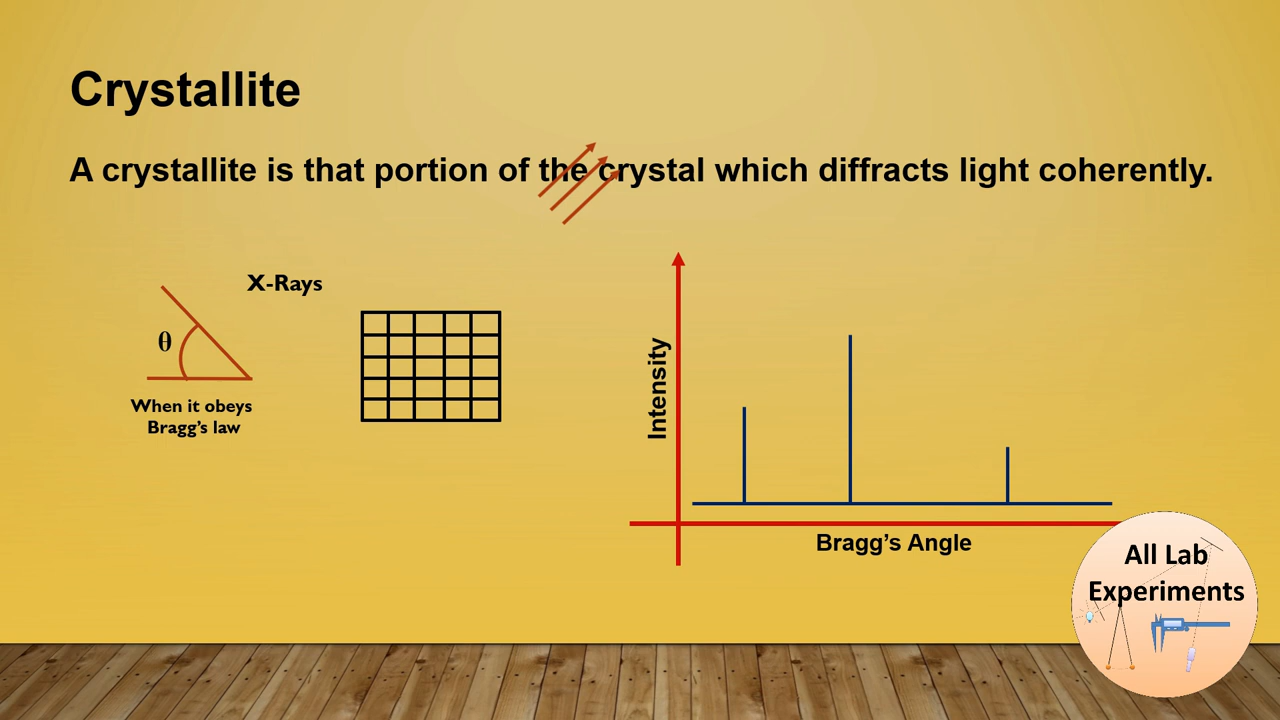 Crystallite
A crystallite is that portion of the crystal which diffracts light coherently.
X-Rays
θ
When it obeys
Bragg’s law
Intensity
Bragg’s Angle
All Lab
Experiments